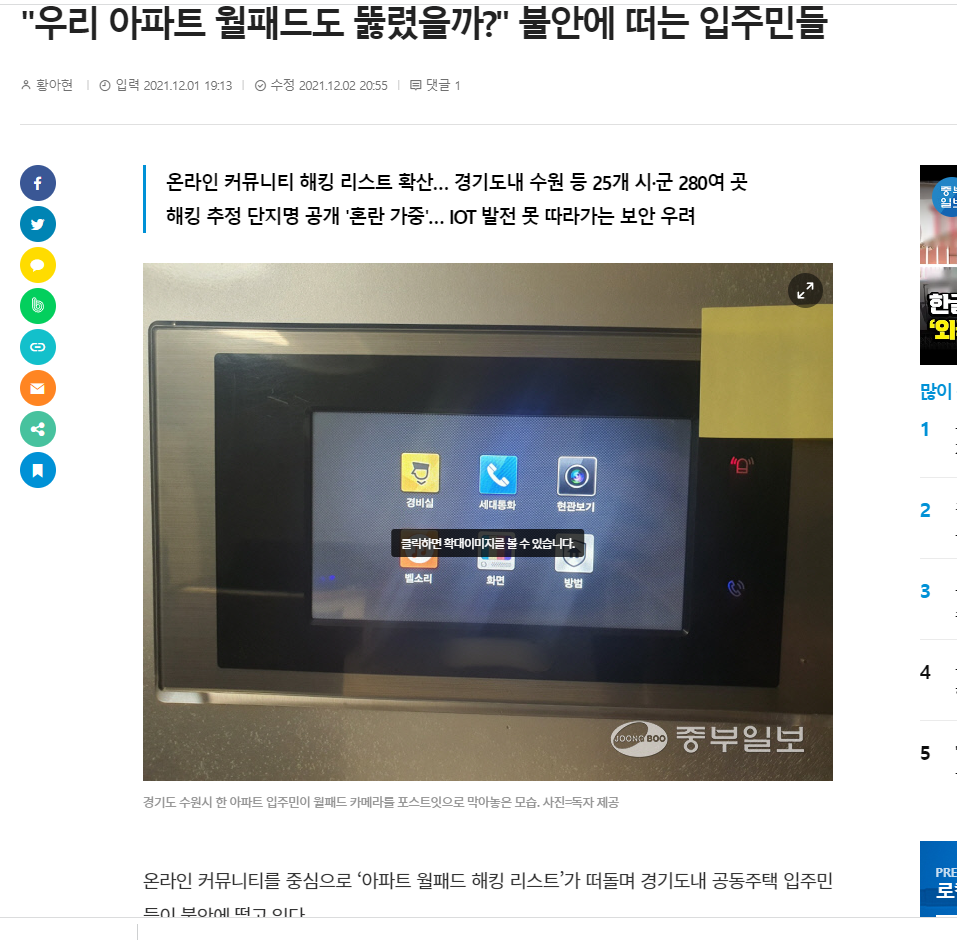 "우리 아파트 월패드도 뚫렸을까?" 불안에 떠는 입주민들
황아현 입력 2021.12.01 19:13 수정 2021.12.02 20:55 댓글 1
온라인 커뮤니티 해킹 리스트 확산... 경기도내 수원 등 25개 시·군 280여 곳
해킹 추정 단지명 공개 '혼란 가중'... IOT 발전 못 따라가는 보안 우려
경비실 세대통화 현관보기
클릭하면 확대이미지를 볼 수 있습니다.
벨소리 화면 방범
JOONG BOO 중부일보
경기도 수원시 한 아파트 입주민이 월패드 카메라를 포스트잇으로 막아놓은 모습. 사진=독자 제공
온라인 커뮤니티를 중심으로 ‘아파트 월패드 해킹 리스트’가 떠돌며 경기도내 공동주택 입주민
들이 불안에 떨고 있다.
많이
1
2
3
4
5
PRE